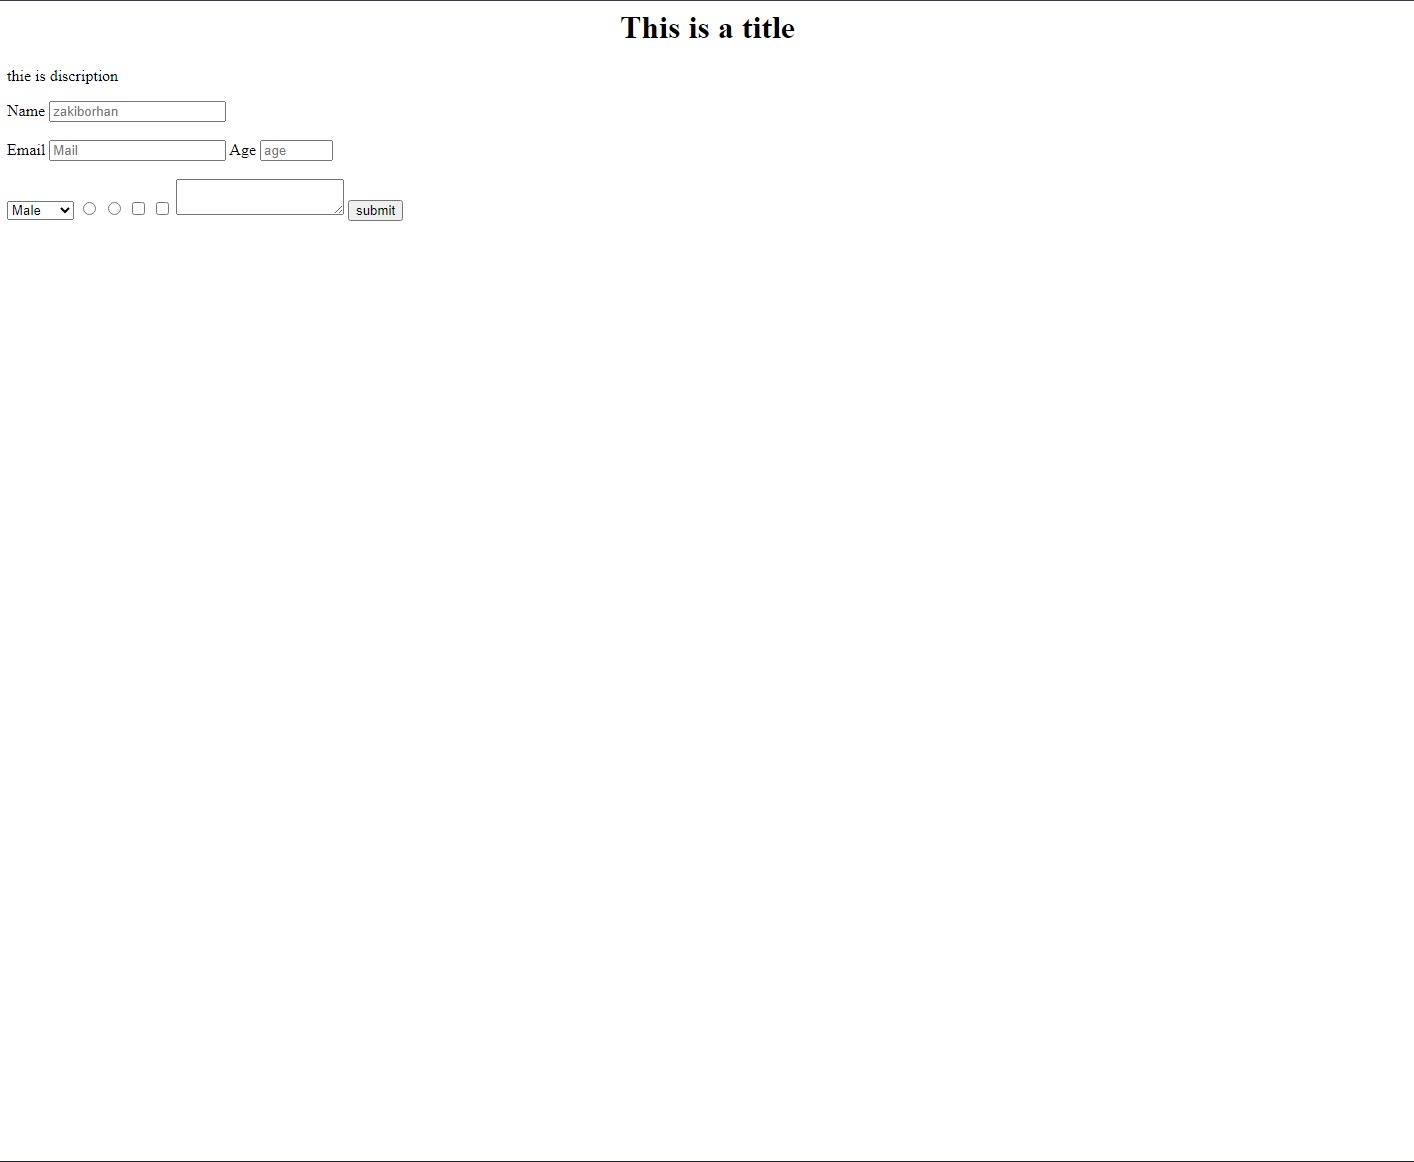 This is a title
thie is discription
Name zakiborhan
Email Mail Age age
Male submit